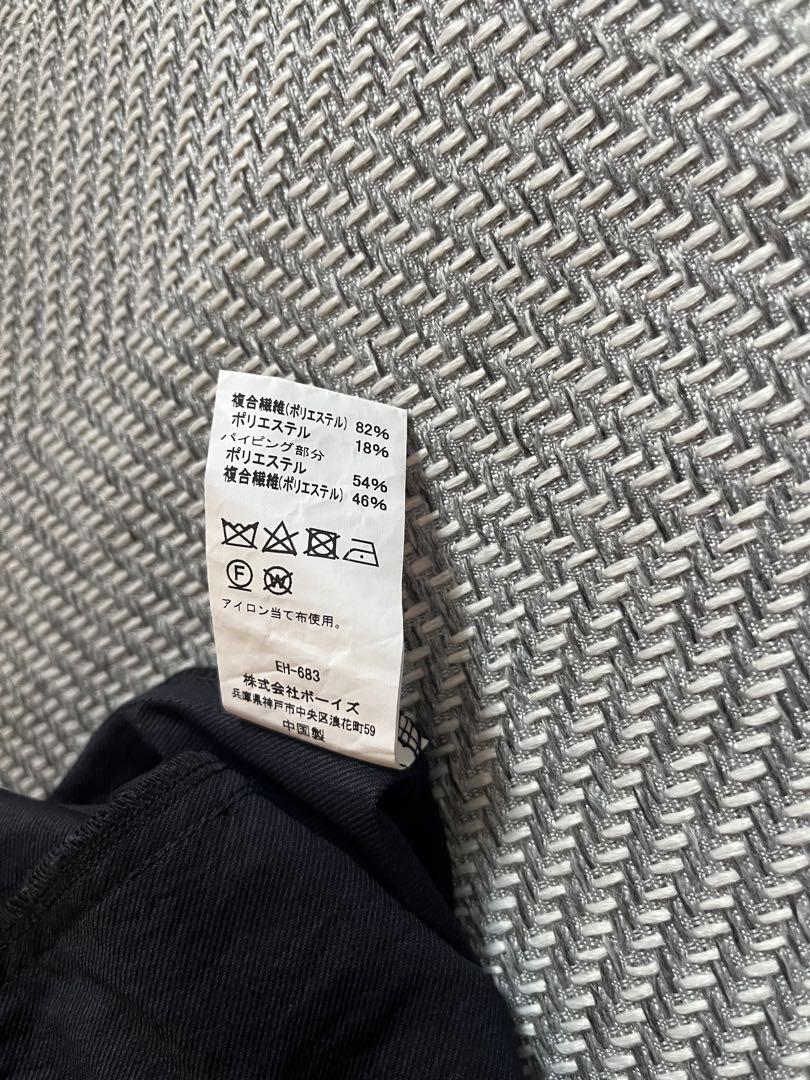 複合繊維(ポリエステル) 82%
ポリエステル 18%
パイピング部分
ポリエステル 54%
複合繊維(ポリエステル) 46%
F W
アイロン当て布使用。
EH-683
株式会社ボーイズ
兵庫県神戸市中央区浪花町59
中国製